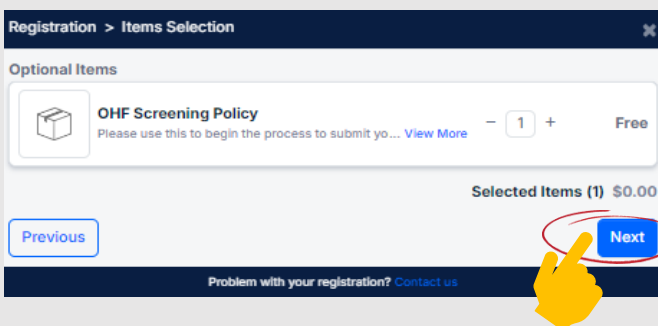 Registration > Items Selection
Optional Items
OHF Screening Policy
Please use this to begin the process to submit yo... View More
1
Free
Selected Items (1) $0.00
Previous
Next
Problem with your registration? Contact us